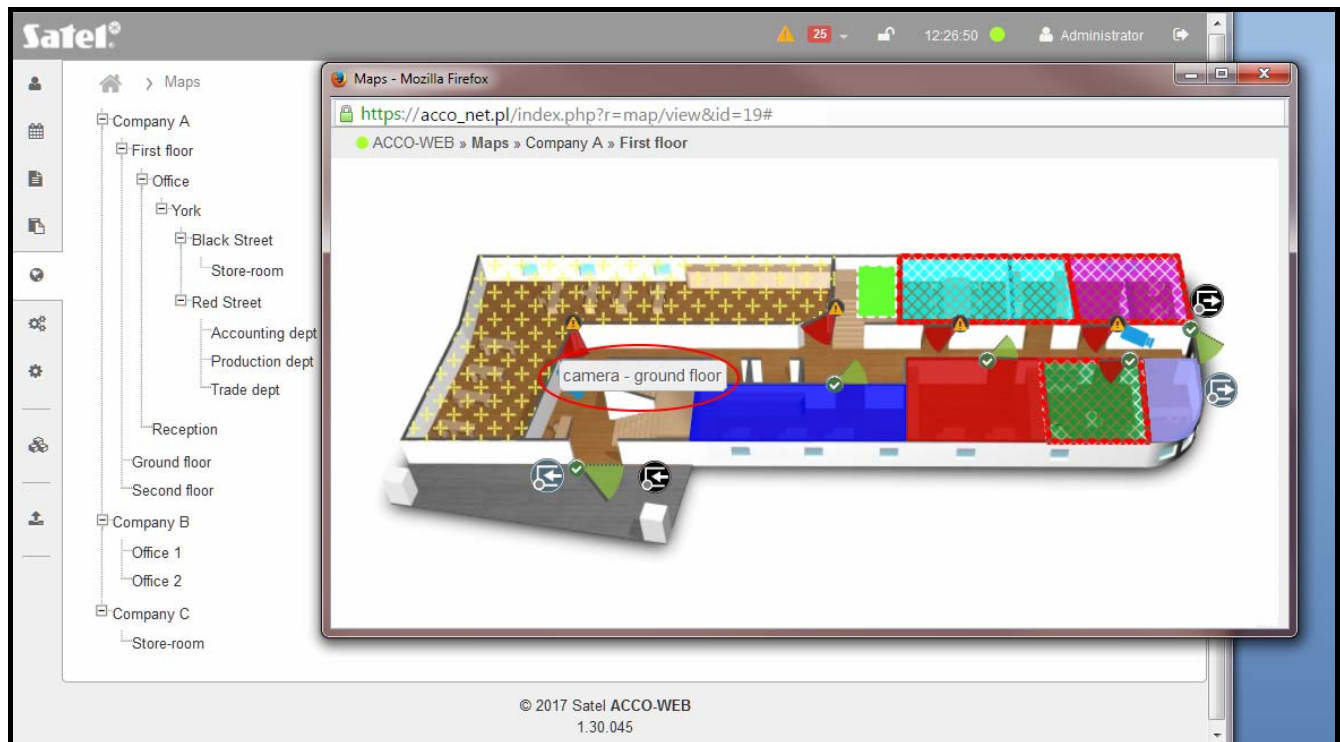 Satel®
25
12:26:50
Administrator
Maps
Company A
First floor
Office
York
Black Street
Store-room
Red Street
Accounting dept
Production dept
Trade dept
Reception
Ground floor
Second floor
Company B
Office 1
Office 2
Company C
Store-room
Maps - Mozilla Firefox
https://acco_net.pl/index.php?r=map/view&id=19#
ACCO-WEB » Maps » Company A » First floor
camera - ground floor
© 2017 Satel ACCO-WEB
1.30.045